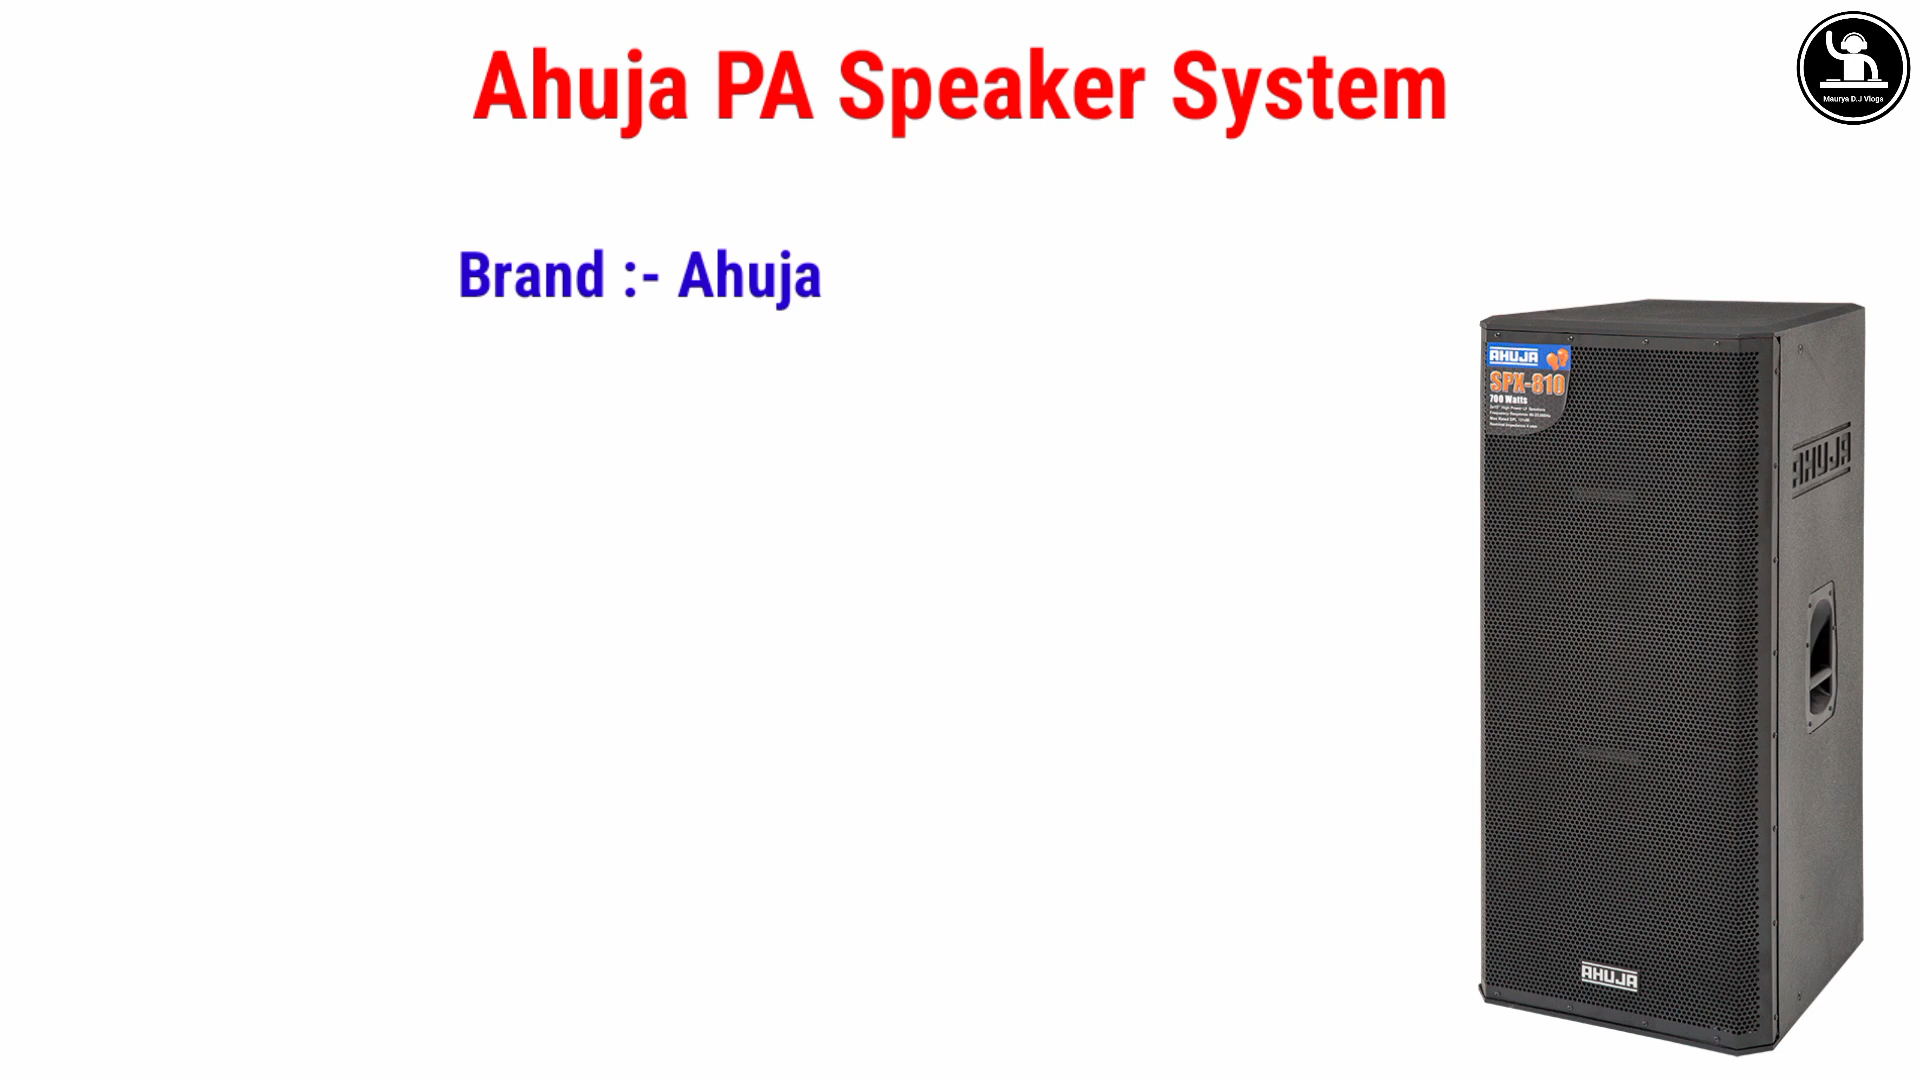 Ahuja PA Speaker System
Maurya D.J Vlogs
Brand :- Ahuja
AHUJA
SPX-810
700 Watts
AHUJA
AHUJA